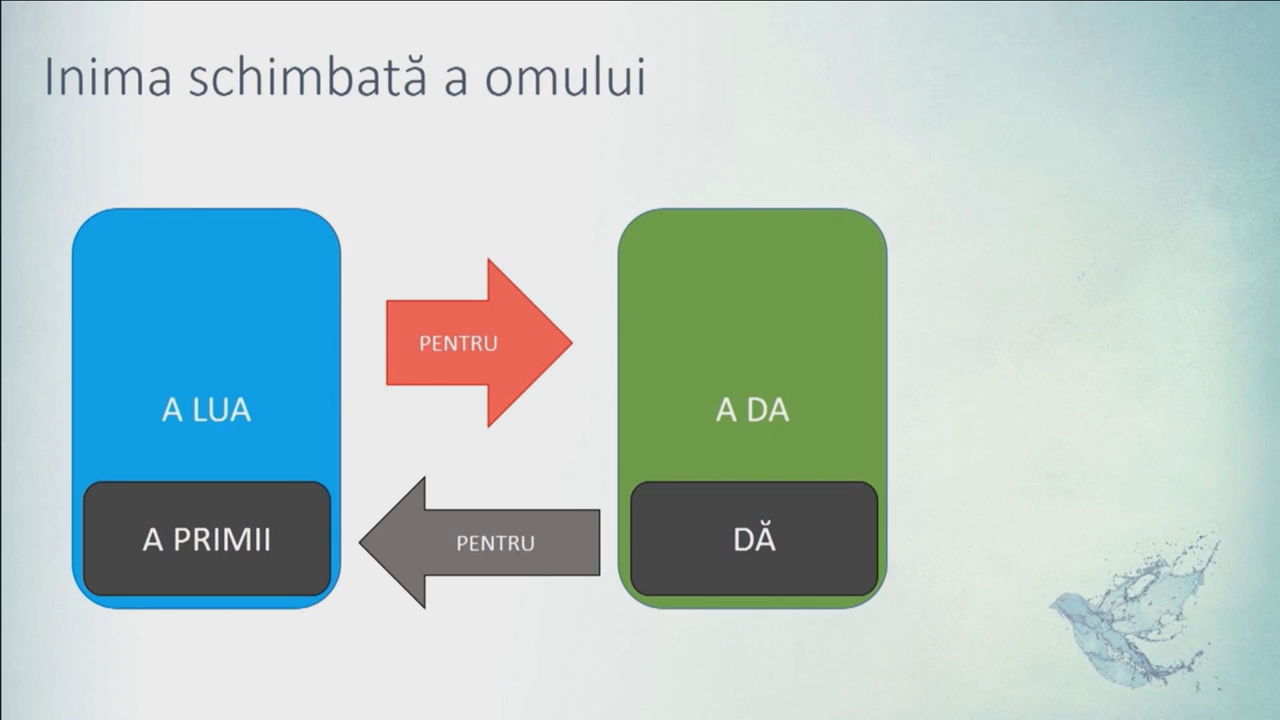 Inima schimbată a omului
PENTRU
A LUA
A DA
A PRIMII
PENTRU
DĂ